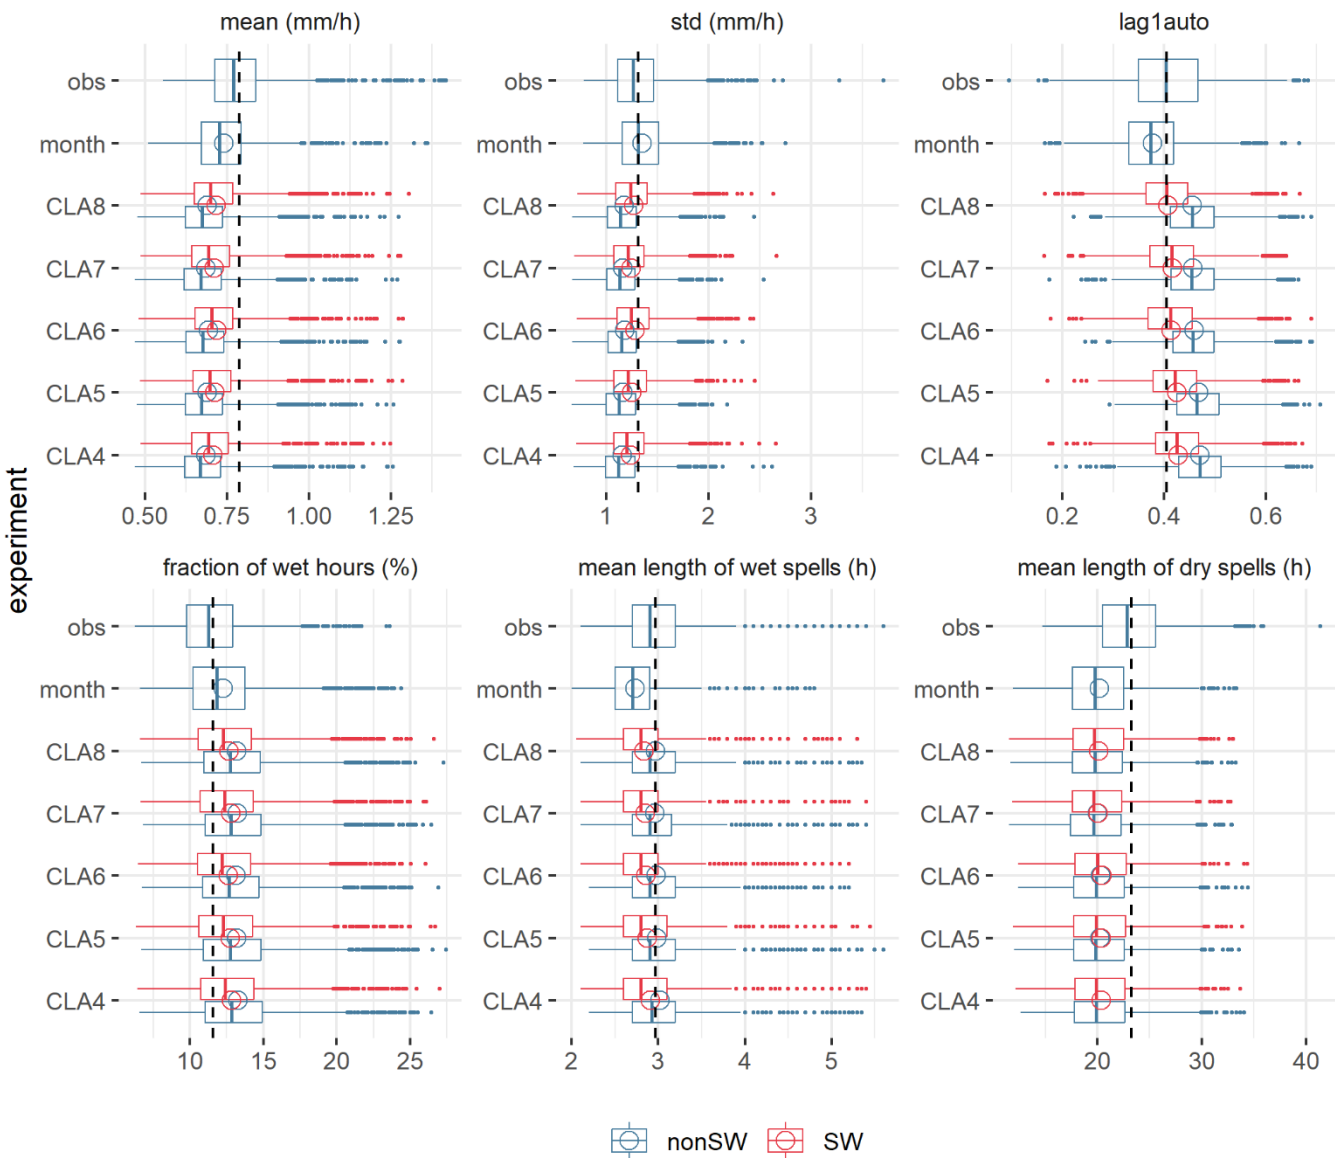 mean (mm/h)
std (mm/h)
lag1auto
obs
month
CLA8
CLA7
CLA6
CLA5
CLA4
0.50 0.75 1.00 1.25
obs
month
CLA8
CLA7
CLA6
CLA5
CLA4
1 2 3
obs
month
CLA8
CLA7
CLA6
CLA5
CLA4
0.2 0.4 0.6
experiment
fraction of wet hours (%)
mean length of wet spells (h)
mean length of dry spells (h)
obs
month
CLA8
CLA7
CLA6
CLA5
CLA4
10 15 20 25
obs
month
CLA8
CLA7
CLA6
CLA5
CLA4
2 3 4 5
obs
month
CLA8
CLA7
CLA6
CLA5
CLA4
20 30 40
nonSW SW